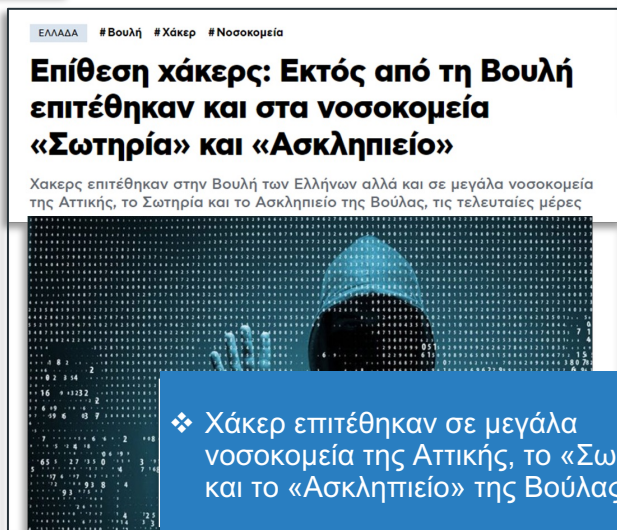 ΕΛΛΑΔΑ #Βουλή #Χάκερ #Νοσοκομεία
Επίθεση χάκερς: Εκτός από τη Βουλή
επιτέθηκαν και στα νοσοκομεία
«Σωτηρία» και «Ασκληπιείο»
Χακερς επιτέθηκαν στην Βουλή των Ελλήνων αλλά και σε μεγάλα νοσοκομεία
της Αττικής, το Σωτηρία και το Ασκληπιείο της Βούλας, τις τελευταίες μέρες
❖ Χάκερ επιτέθηκαν σε μεγάλα
νοσοκομεία της Αττικής, το «Σω
και το «Ασκληπιείο» της Βούλας